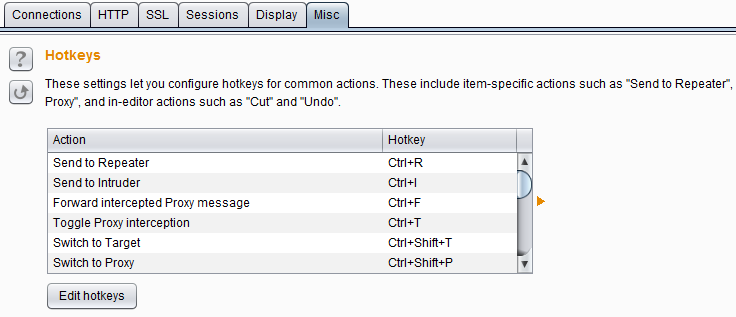 Connections HTTP SSL Sessions Display Misc
? Hotkeys
These settings let you configure hotkeys for common actions. These include item-specific actions such as "Send to Repeater",
Proxy", and in-editor actions such as "Cut" and "Undo".
Action Hotkey
Send to Repeater Ctrl+R
Send to Intruder Ctrl+I
Forward intercepted Proxy message Ctrl+F
Toggle Proxy interception Ctrl+T
Switch to Target Ctrl+Shift+T
Switch to Proxy Ctrl+Shift+P
Edit hotkeys